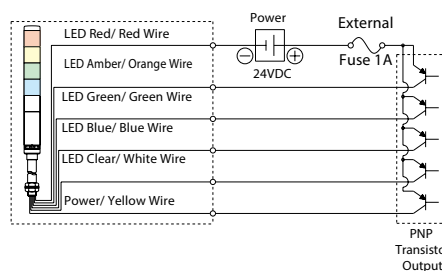 Power
External
Fuse 1A
24VDC
LED Red/ Red Wire
LED Amber/ Orange Wire
LED Green/ Green Wire
LED Blue/ Blue Wire
LED Clear/ White Wire
Power/ Yellow Wire
PNP
Transisto
Output